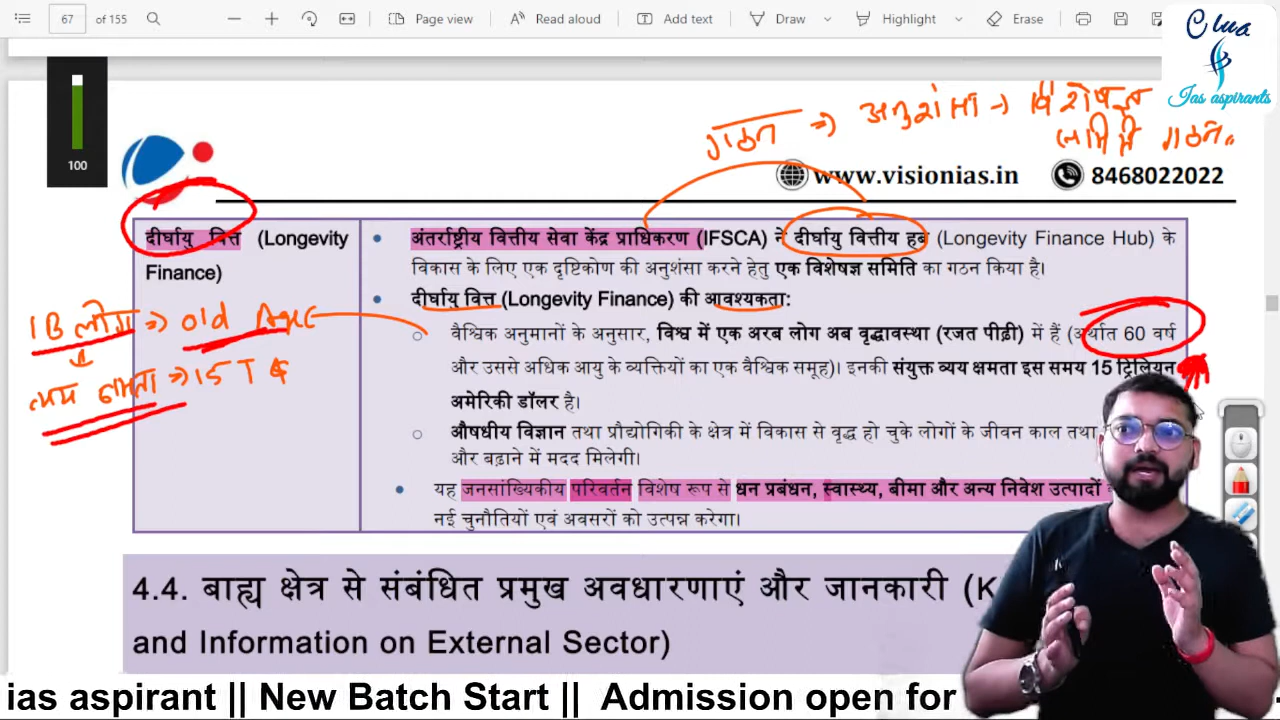 67 of 155
Page view
Read aloud
Add text
Draw
Highlight
Erase
Clua
Ias aspirants
100
गठन => अनुशंसा → विशेषज्ञ
समिति गठन
www.visionias.in 8468022022
दीर्घायु वित्त (Longevity
Finance)
अंतर्राष्ट्रीय वित्तीय सेवा केंद्र प्राधिकरण (IFSCA) ने दीर्घायु वित्तीय हब (Longevity Finance Hub) के
विकास के लिए एक दृष्टिकोण की अनुशंसा करने हेतु एक विशेषज्ञ समिति का गठन किया है।
दीर्घायु वित्त (Longevity Finance) की आवश्यकता:
वैश्विक अनुमानों के अनुसार, विश्व में एक अरब लोग अब वृद्धावस्था (रजत पीढ़ी) में हैं (अर्थात 60 वर्ष
और उससे अधिक आयु के व्यक्तियों का एक वैश्विक समूह)। इनकी संयुक्त व्यय क्षमता इस समय 15 ट्रिलियन
अमेरिकी डॉलर है।
औषधीय विज्ञान तथा प्रौद्योगिकी के क्षेत्र में विकास से वृद्ध हो चुके लोगों के जीवन काल तथा
और बढ़ाने में मदद मिलेगी।
यह जनसांख्यिकीय परिवर्तन विशेष रूप से धन प्रबंधन, स्वास्थ्य, बीमा और अन्य निवेश उत्पादों
नई चुनौतियों एवं अवसरों को उत्पन्न करेगा।
1B लोग => old Age
=> 15 T $
4.4. बाह्य क्षेत्र से संबंधित प्रमुख अवधारणाएं और जानकारी (K
and Information on External Sector)
ias aspirant || New Batch Start || Admission open for